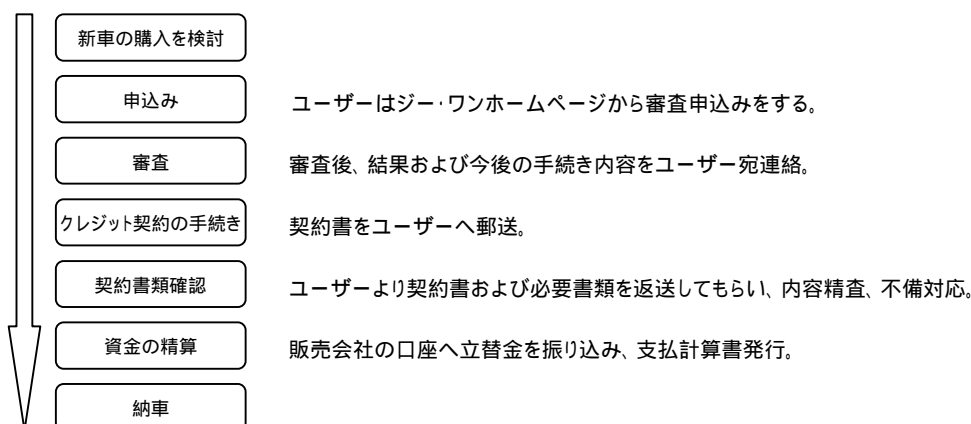 新車の購入を検討
申込み
ユーザーはジー・ワンホームページから審査申込みをする。
審査
審査後、結果および今後の手続き内容をユーザー宛連絡。
クレジット契約の手続き
契約書をユーザーへ郵送。
契約書類確認
ユーザーより契約書および必要書類を返送してもらい、内容精査、不備対応。
資金の精算
販売会社の口座へ立替金を振り込み、支払計算書発行。
納車